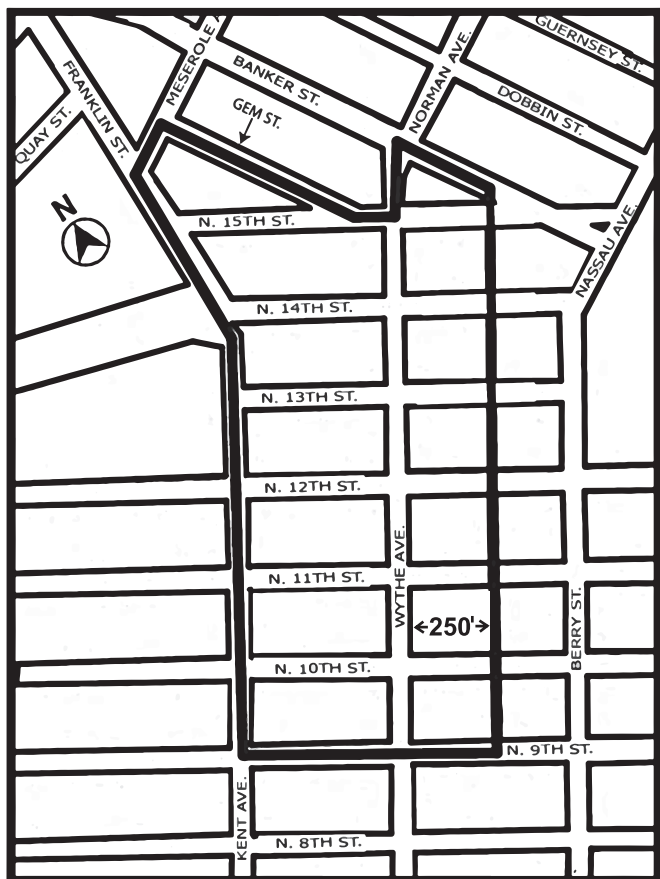 GUERNSEY ST.
MESEROLE A
NORMAN AVE.
BANKER ST.
FRANKLIN ST.
DOBBIN ST.
GEM ST.
QUAY ST.
N
N. 15TH ST.
NASSAU AVE.
N. 14TH ST.
N. 13TH ST.
N. 12TH ST.
WYTHE AVE.
N. 11TH ST.
←250'→
BERRY ST.
N. 10TH ST.
N. 9TH ST.
KENT AVE.
N. 8TH ST.